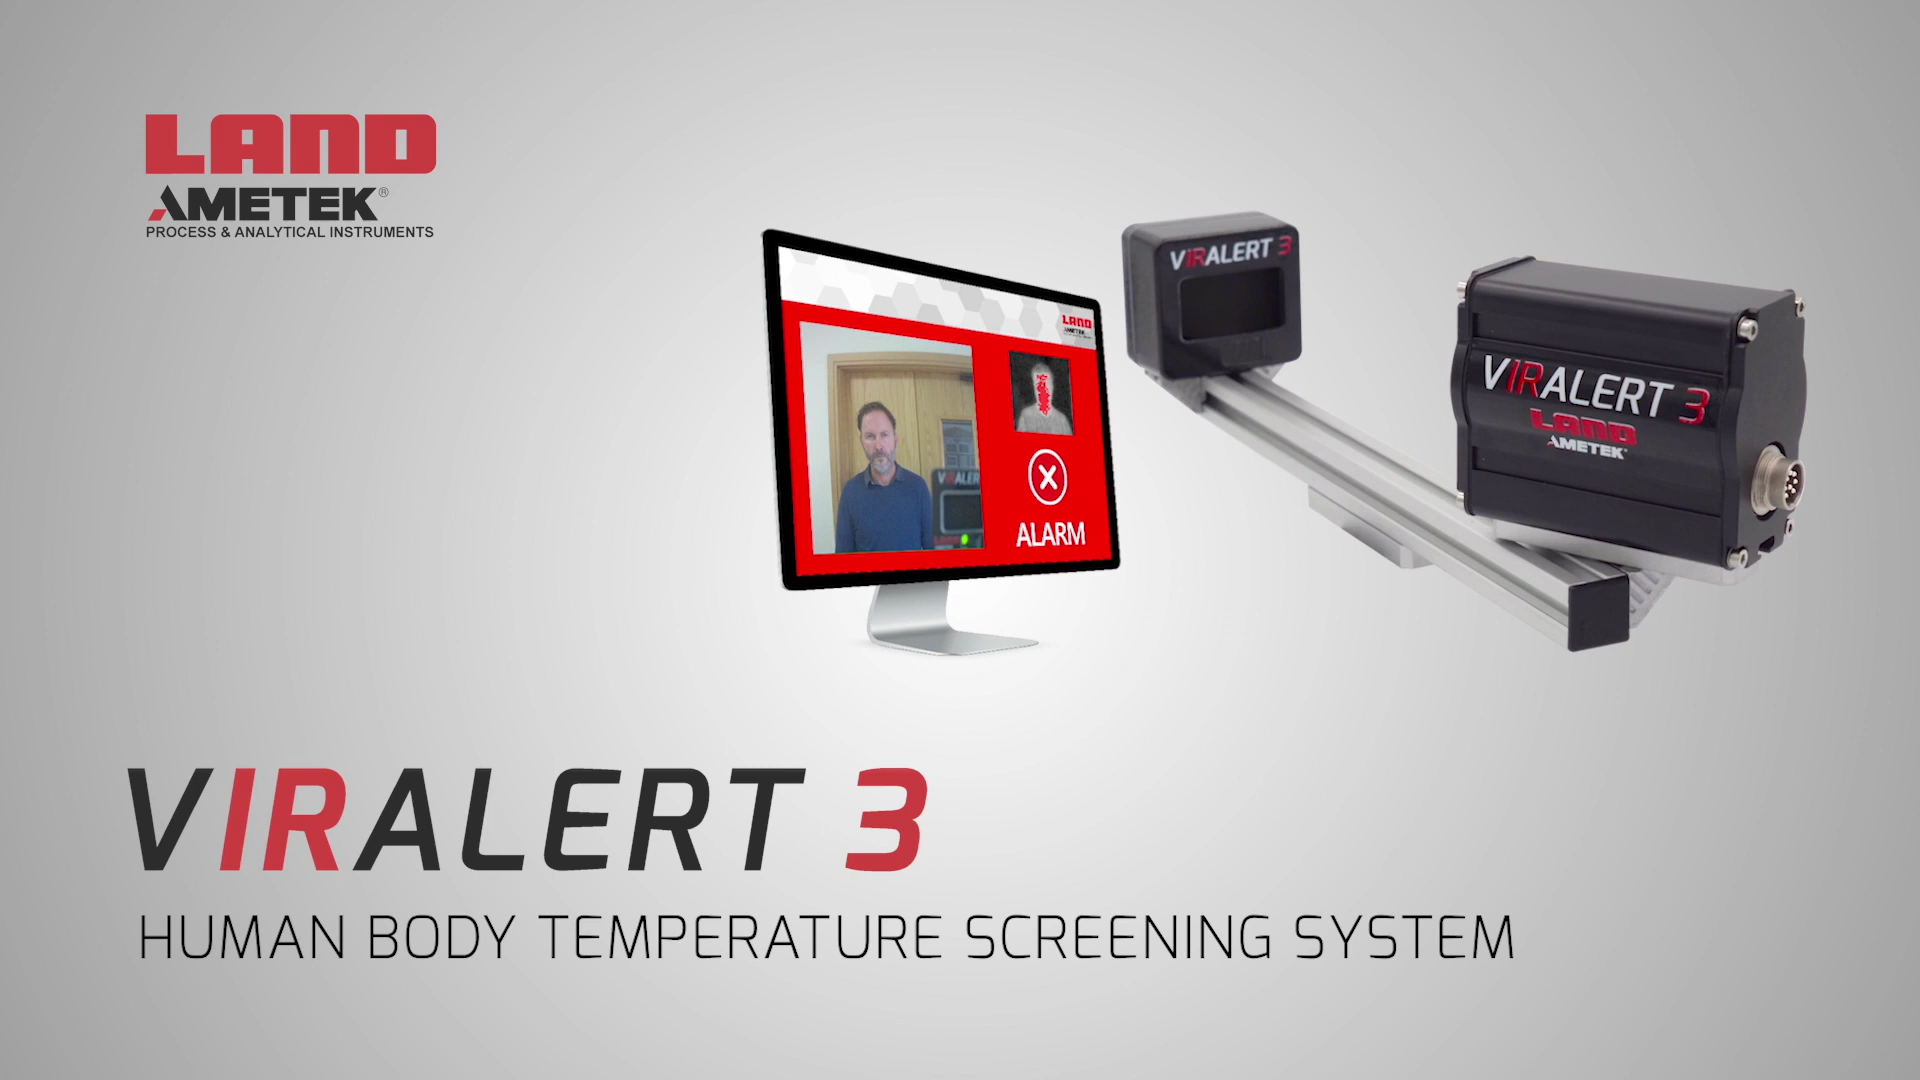 LAND
AMETEK®
PROCESS & ANALYTICAL INSTRUMENTS
LAND
AMETEK
VIRALER
ALARM
VIRALERT 3
VIRALERT 3
LAND
AMETEK
VIRALERT 3
HUMAN BODY TEMPERATURE SCREENING SYSTEM